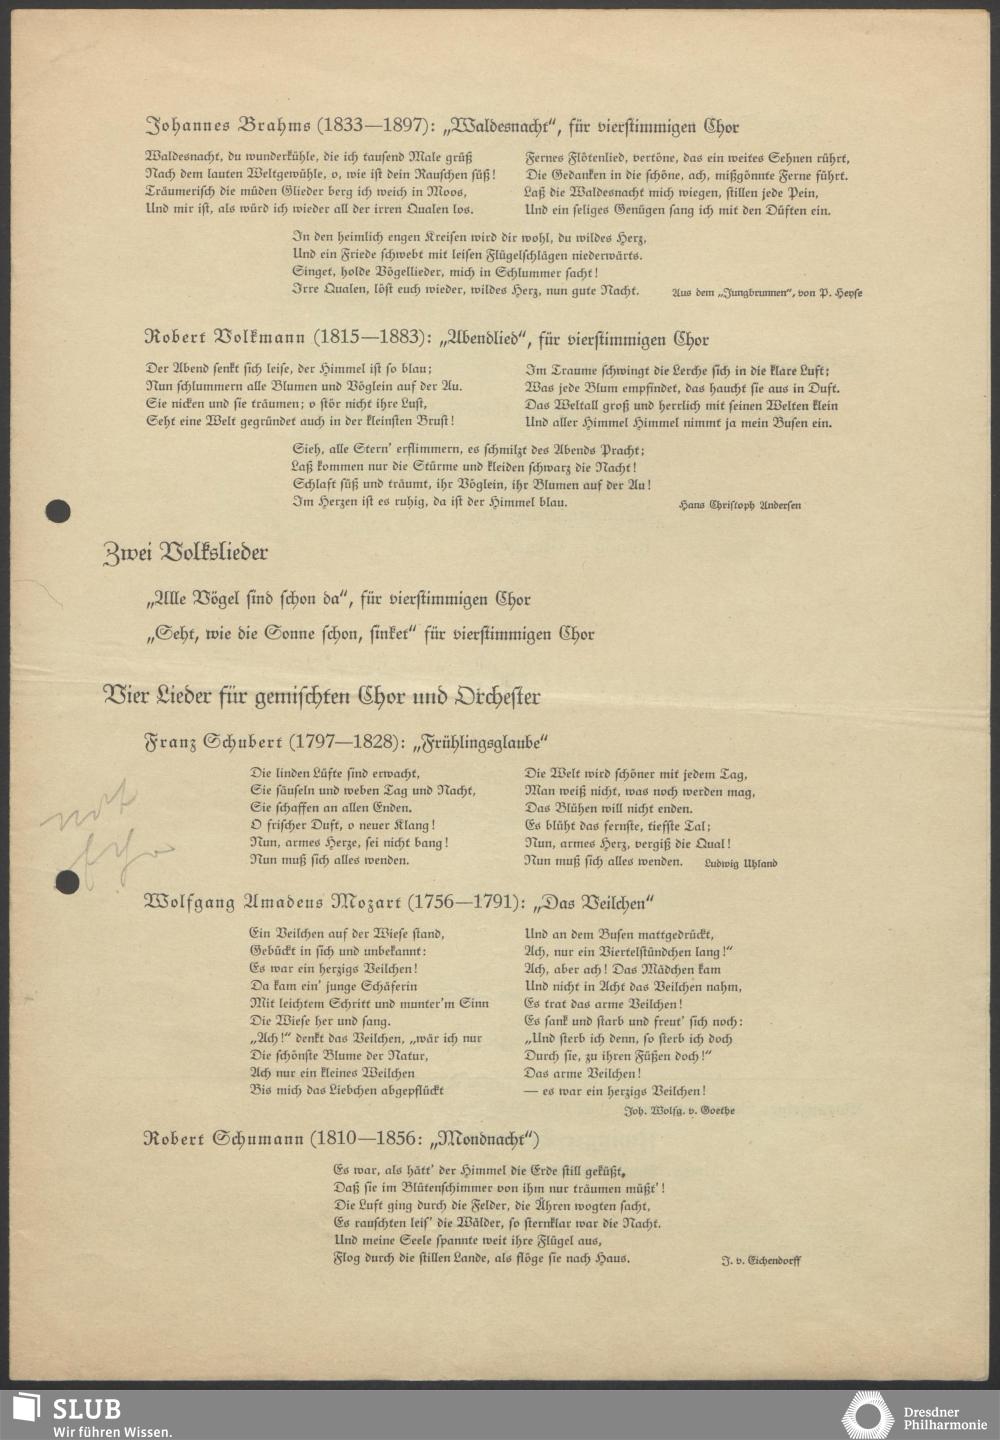 Johannes Brahms (1833—1897): „Waldesnacht“, für vierstimmigen Chor
Waldesnacht, du wunderkühle, die ich tausend Male grüß
Nach dem lauten Weltgewühle, o, wie ist dein Rauschen süß!
Träumerisch die müden Glieder berg ich weich in Moos,
Und mir ist, als würd ich wieder all der irren Qualen los.
Fernes Flötenlied, vertöne, das ein weites Sehnen rührt,
Die Gedanken in die schöne, ach, mißgönnte Ferne führt.
Laß die Waldesnacht mich wiegen, stillen jede Pein,
Und ein seliges Genügen sang ich mit den Düften ein.
In den heimlich engen Kreisen wird dir wohl, du wildes Herz,
Und ein Friede schwebt mit leisen Flügelschlägen niederwärts.
Singet, holde Vögellieder, mich in Schlummer sacht!
Irre Qualen, löst euch wieder, wildes Herz, nun gute Nacht.
Aus dem „Jungbrunnen“, von P. Heyse
Robert Volkmann (1815—1883): „Abendlied“, für vierstimmigen Chor
Der Abend senkt sich leise, der Himmel ist so blau;
Nun schlummern alle Blumen und Vöglein auf der Au.
Sie nicken und sie träumen; o stör nicht ihre Lust,
Seht eine Welt gegründet auch in der kleinsten Brust!
Im Traume schwingt die Lerche sich in die klare Luft;
Was jede Blum empfindet, das haucht sie aus in Duft.
Das Weltall groß und herrlich mit seinen Welten klein
Und aller Himmel Himmel nimmt ja mein Busen ein.
Sieh, alle Stern' erflimmern, es schmilzt des Abends Pracht;
Laß kommen nur die Stürme und kleiden schwarz die Nacht!
Schlaft süß und träumt, ihr Vöglein, ihr Blumen auf der Au!
Im Herzen ist es ruhig, da ist der Himmel blau.
Hans Christoph Andersen
Zwei Volkslieder
„Alle Vögel sind schon da“, für vierstimmigen Chor
„Seht, wie die Sonne schon, sinket“ für vierstimmigen Chor
Vier Lieder für gemischten Chor und Orchester
Franz Schubert (1797—1828): „Frühlingsglaube“
Die linden Lüfte sind erwacht,
Sie säuseln und weben Tag und Nacht,
Sie schaffen an allen Enden.
O frischer Duft, o neuer Klang!
Nun, armes Herze, sei nicht bang!
Nun muß sich alles wenden.
Die Welt wird schöner mit jedem Tag,
Man weiß nicht, was noch werden mag,
Das Blühen will nicht enden.
Es blüht das fernste, tiefste Tal;
Nun, armes Herz, vergiß die Qual!
Nun muß sich alles wenden.
Ludwig Uhland
Wolfgang Amadeus Mozart (1756—1791): „Das Veilchen“
Ein Veilchen auf der Wiese stand,
Gebückt in sich und unbekannt:
Es war ein herzigs Veilchen!
Da kam ein' junge Schäferin
Mit leichtem Schritt und munter'm Sinn
Die Wiese her und sang.
„Ach!“ denkt das Veilchen, „wär ich nur
Die schönste Blume der Natur,
Ach nur ein kleines Weilchen
Bis mich das Liebchen abgepflückt
Und an dem Busen mattgedrückt,
Ach, nur ein Viertelstündchen lang!“
Ach, aber ach! Das Mädchen kam
Und nicht in Acht das Veilchen nahm,
Es trat das arme Veilchen!
Es sank und starb und freut' sich noch:
„Und sterb ich denn, so sterb ich doch
Durch sie, zu ihren Füßen doch!“
Das arme Veilchen!
— es war ein herzigs Veilchen!
Joh. Wolfg. v. Goethe
Robert Schumann (1810—1856: „Mondnacht“)
Es war, als hätt' der Himmel die Erde still geküßt,
Daß sie im Blütenschimmer von ihm nur träumen müßt'!
Die Luft ging durch die Felder, die Ähren wogten sacht,
Es rauschten leis' die Wälder, so sternklar war die Nacht.
Und meine Seele spannte weit ihre Flügel aus,
Flog durch die stillen Lande, als flöge sie nach Haus.
J. v. Eichendorff
SLUB
Wir führen Wissen.
Dresdner
Philharmonie